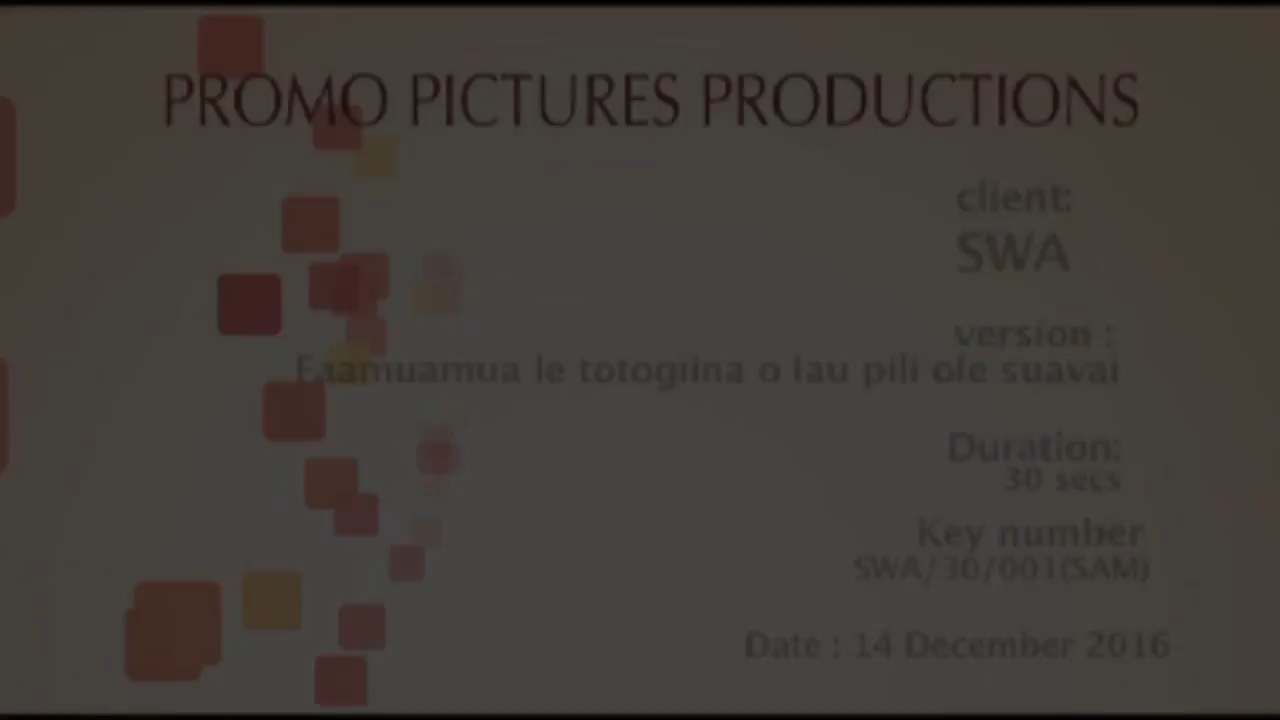 PROMO PICTURES PRODUCTIONS
client:
SWA
version :
Faamuamua le totogiina o lau pili ole suavai
Duration:
30 secs
Key number
SWA/30/001(SAM)
Date : 14 December 2016